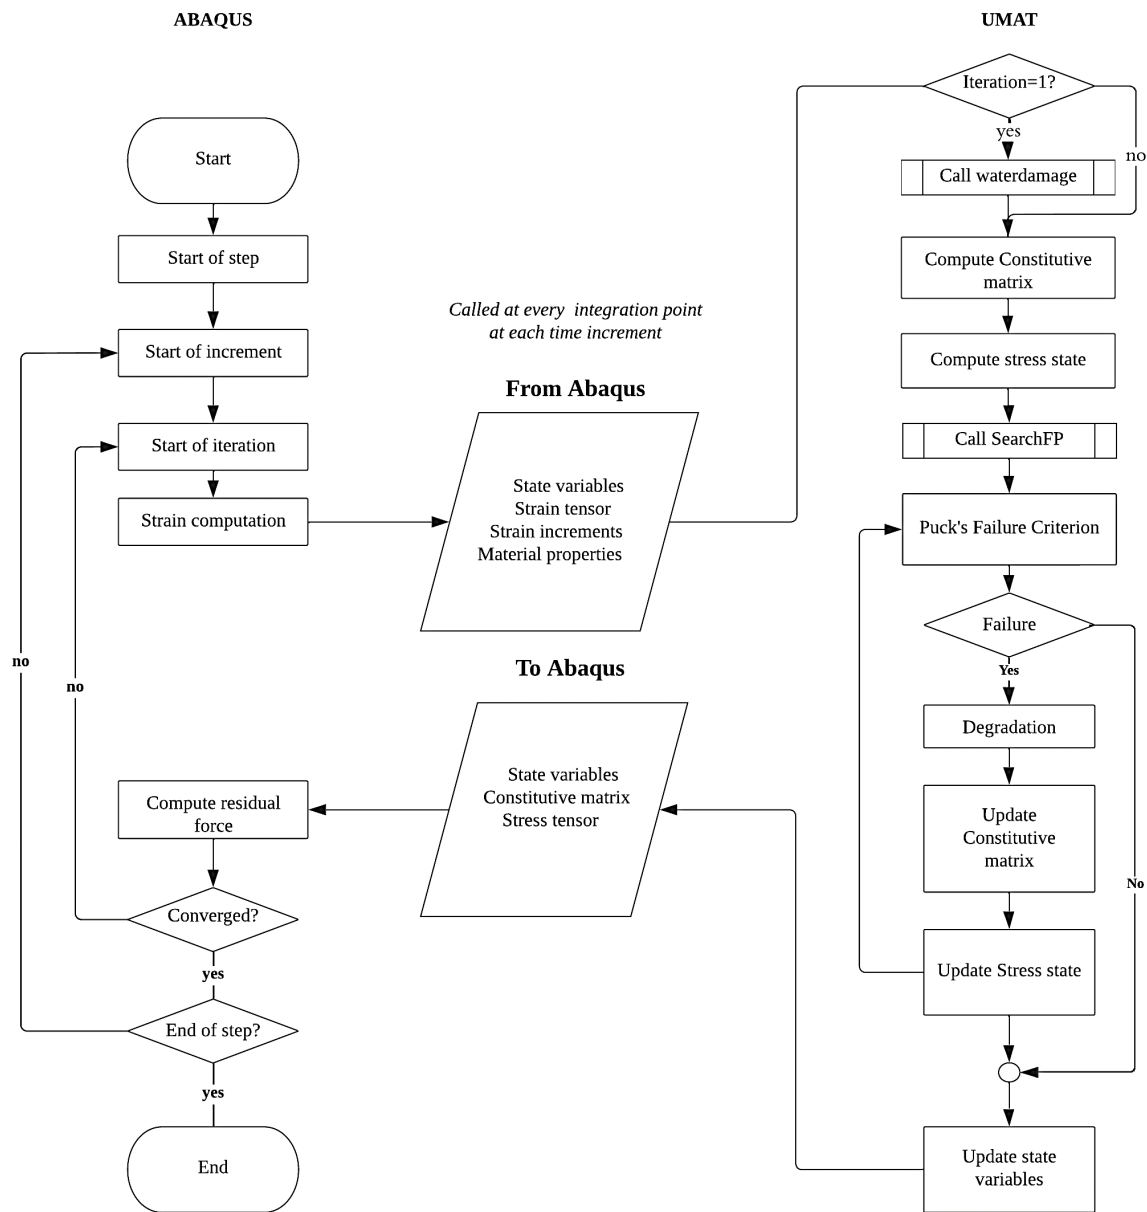 ABAQUS
UMAT
Start
Start of step
Start of increment
Start of iteration
Strain computation
no
no
Compute residual
force
Converged?
yes
End of step?
yes
End
Called at every integration point
at each time increment
From Abaqus
State variables
Strain tensor
Strain increments
Material properties
To Abaqus
State variables
Constitutive matrix
Stress tensor
Iteration=1?
yes
no
Call waterdamage
Compute Constitutive
matrix
Compute stress state
Call SearchFP
Puck's Failure Criterion
Failure
Yes
Degradation
Update
Constitutive
matrix
No
Update Stress state
Update state
variables